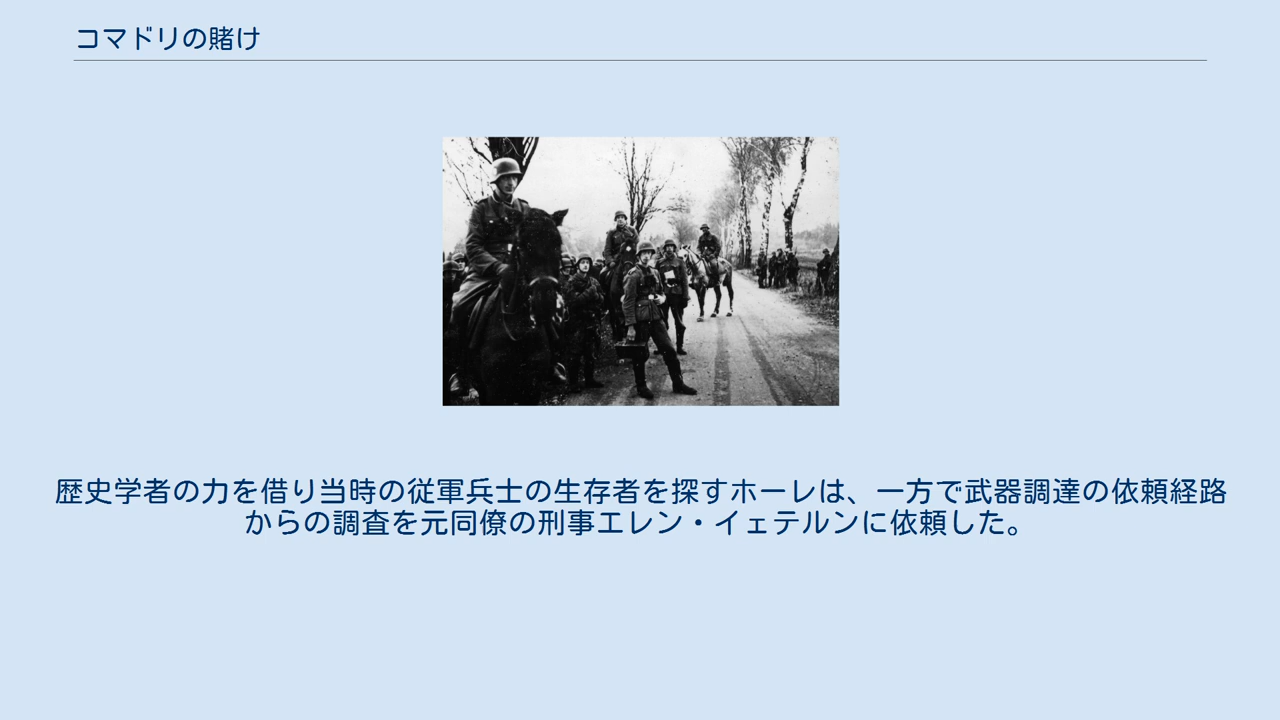 コマドリの賭け
歴史学者の力を借り当時の従軍兵士の生存者を探すホーレは、一方で武器調達の依頼経路
からの調査を元同僚の刑事エレン・イェテルンに依頼した。